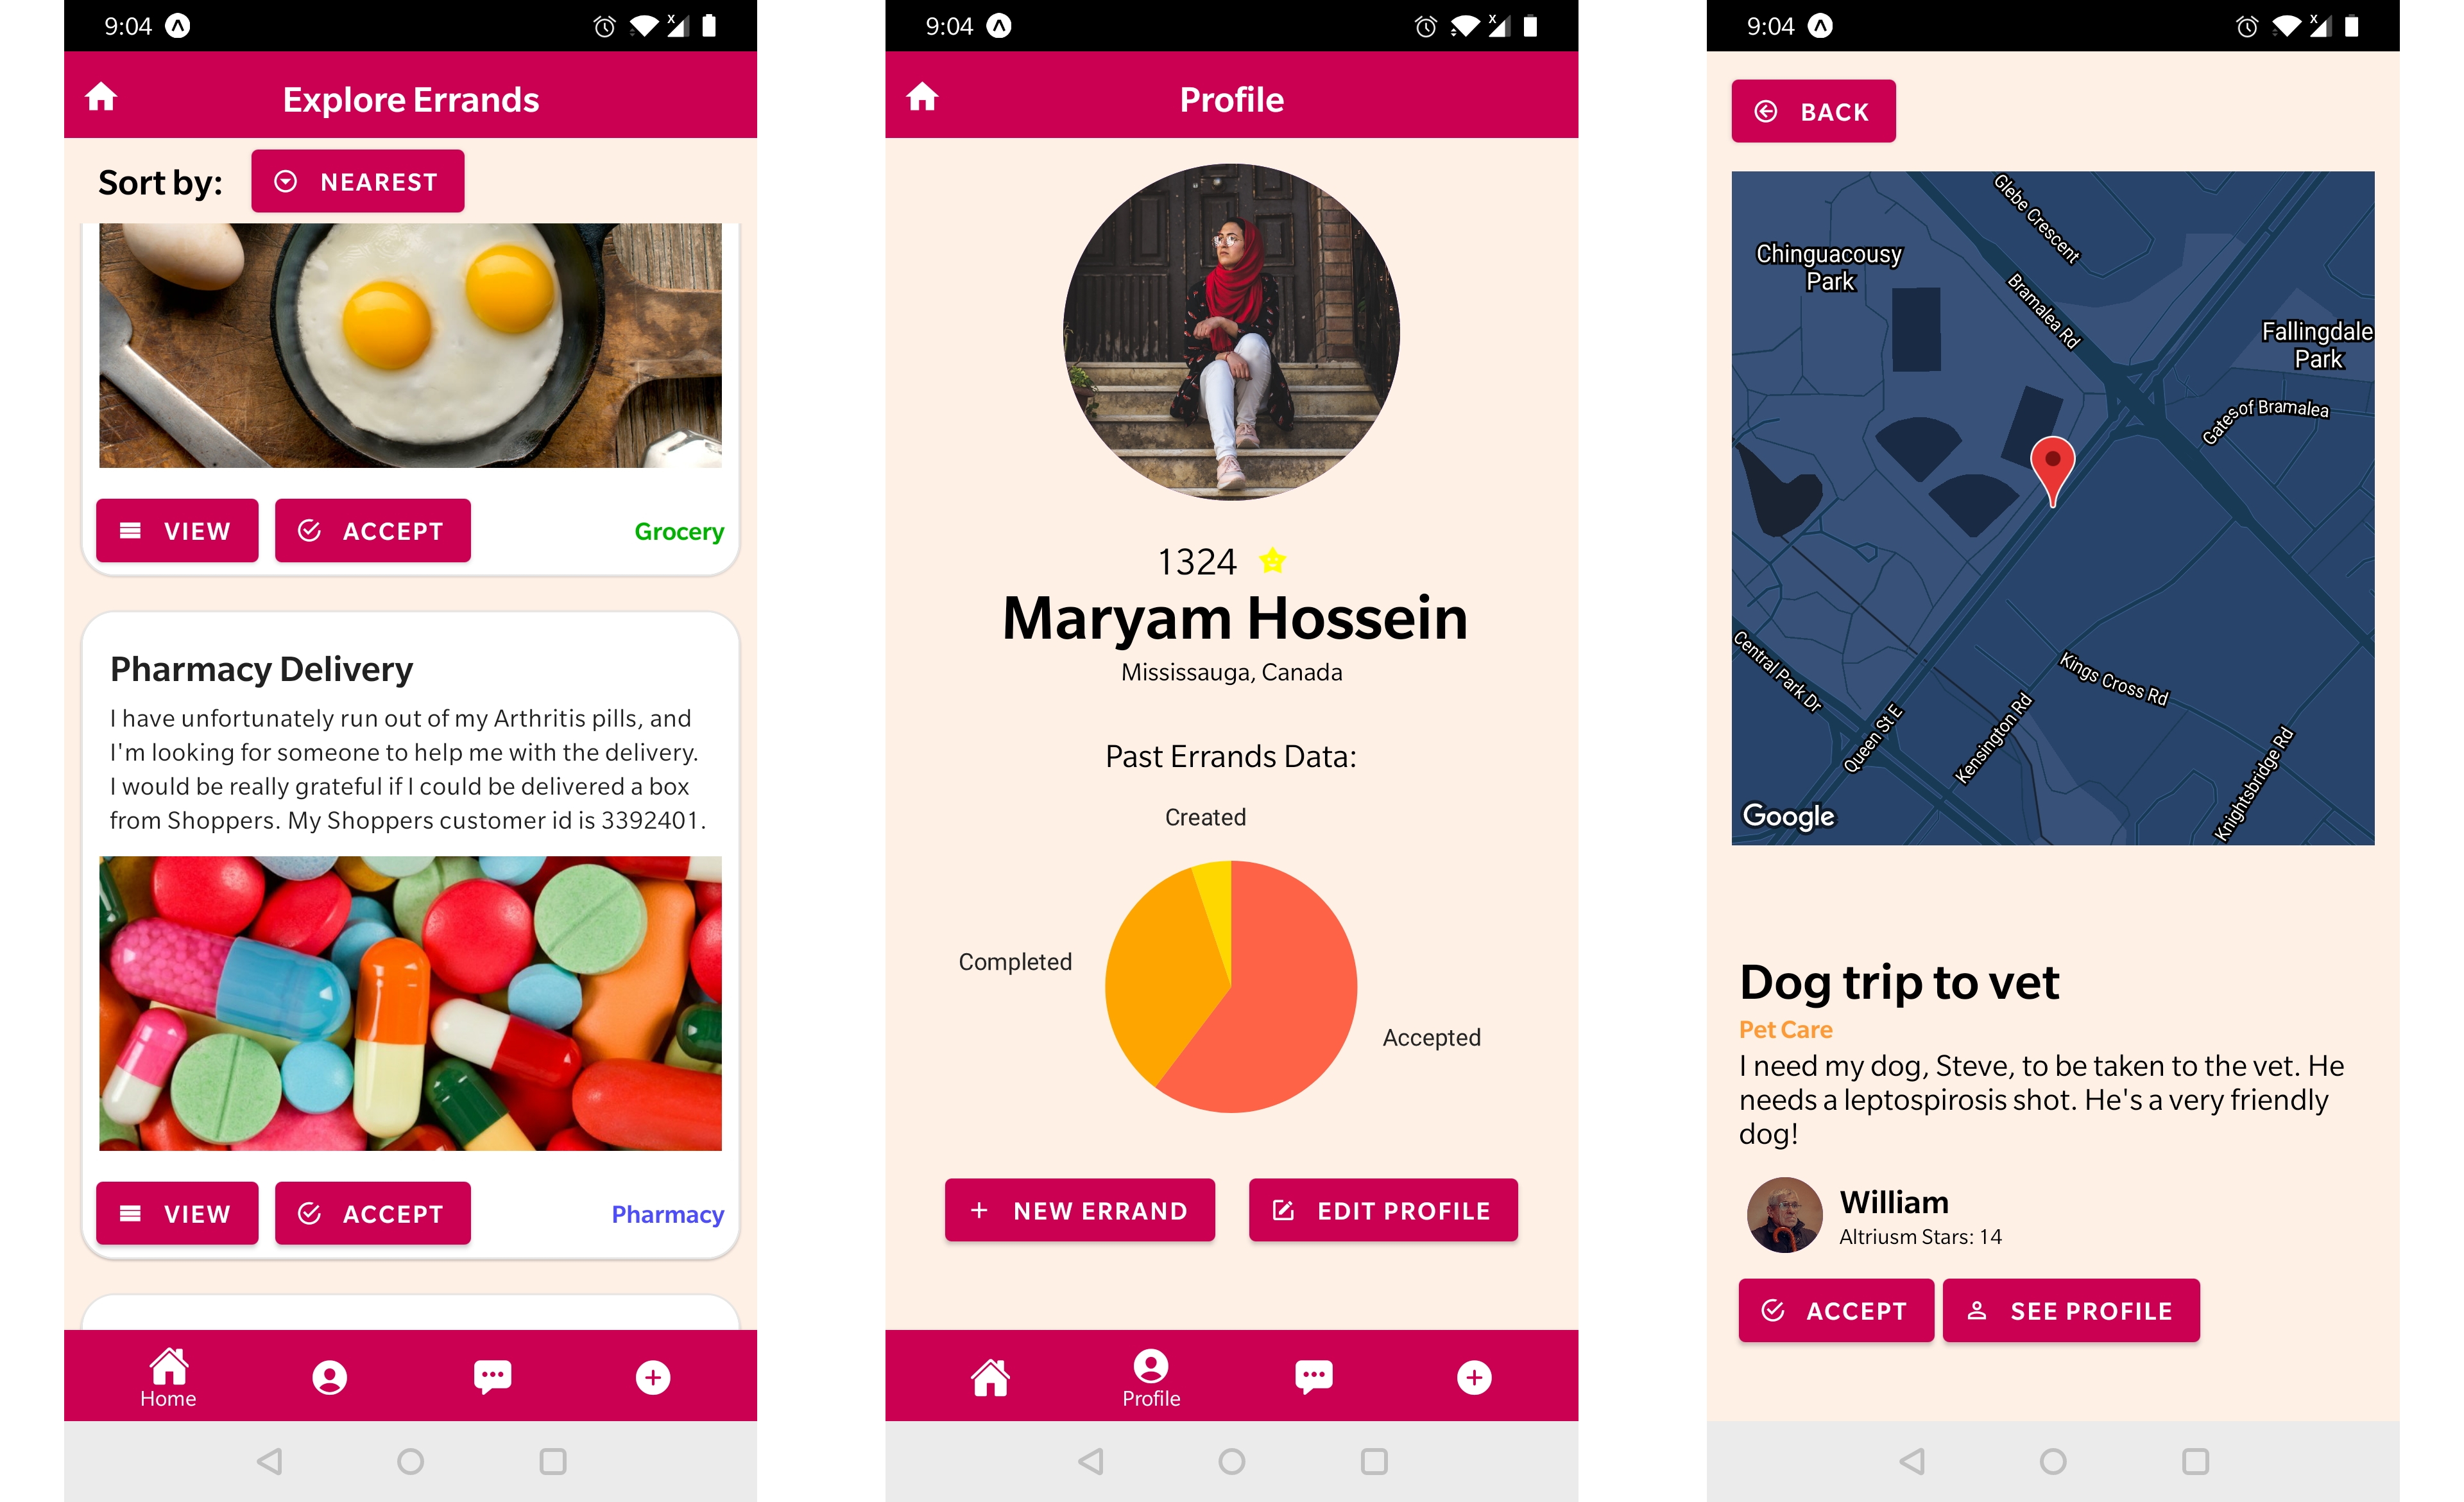 9:04
Explore Errands
Sort by:
NEAREST
VIEW
ACCEPT
Grocery
Pharmacy Delivery
I have unfortunately run out of my Arthritis pills, and
I'm looking for someone to help me with the delivery.
I would be really grateful if I could be delivered a box
from Shoppers. My Shoppers customer id is 3392401.
VIEW
ACCEPT
Pharmacy
Home
9:04
Profile
1324
Maryam Hossein
Mississauga, Canada
Past Errands Data:
Created
Completed
Accepted
NEW ERRAND
EDIT PROFILE
Profile
9:04
BACK
Glebe Crescent
Chinguacousy
Park
Bramalea Rd
Fallingdale
Park
Gates of Bramalea
Central Park Dr
Queen St E
Kensington Rd
Kings Cross Rd
Knightsbridge Rd
Google
Dog trip to vet
Pet Care
I need my dog, Steve, to be taken to the vet. He
needs a leptospirosis shot. He's a very friendly
dog!
William
Altriusm Stars: 14
ACCEPT
SEE PROFILE